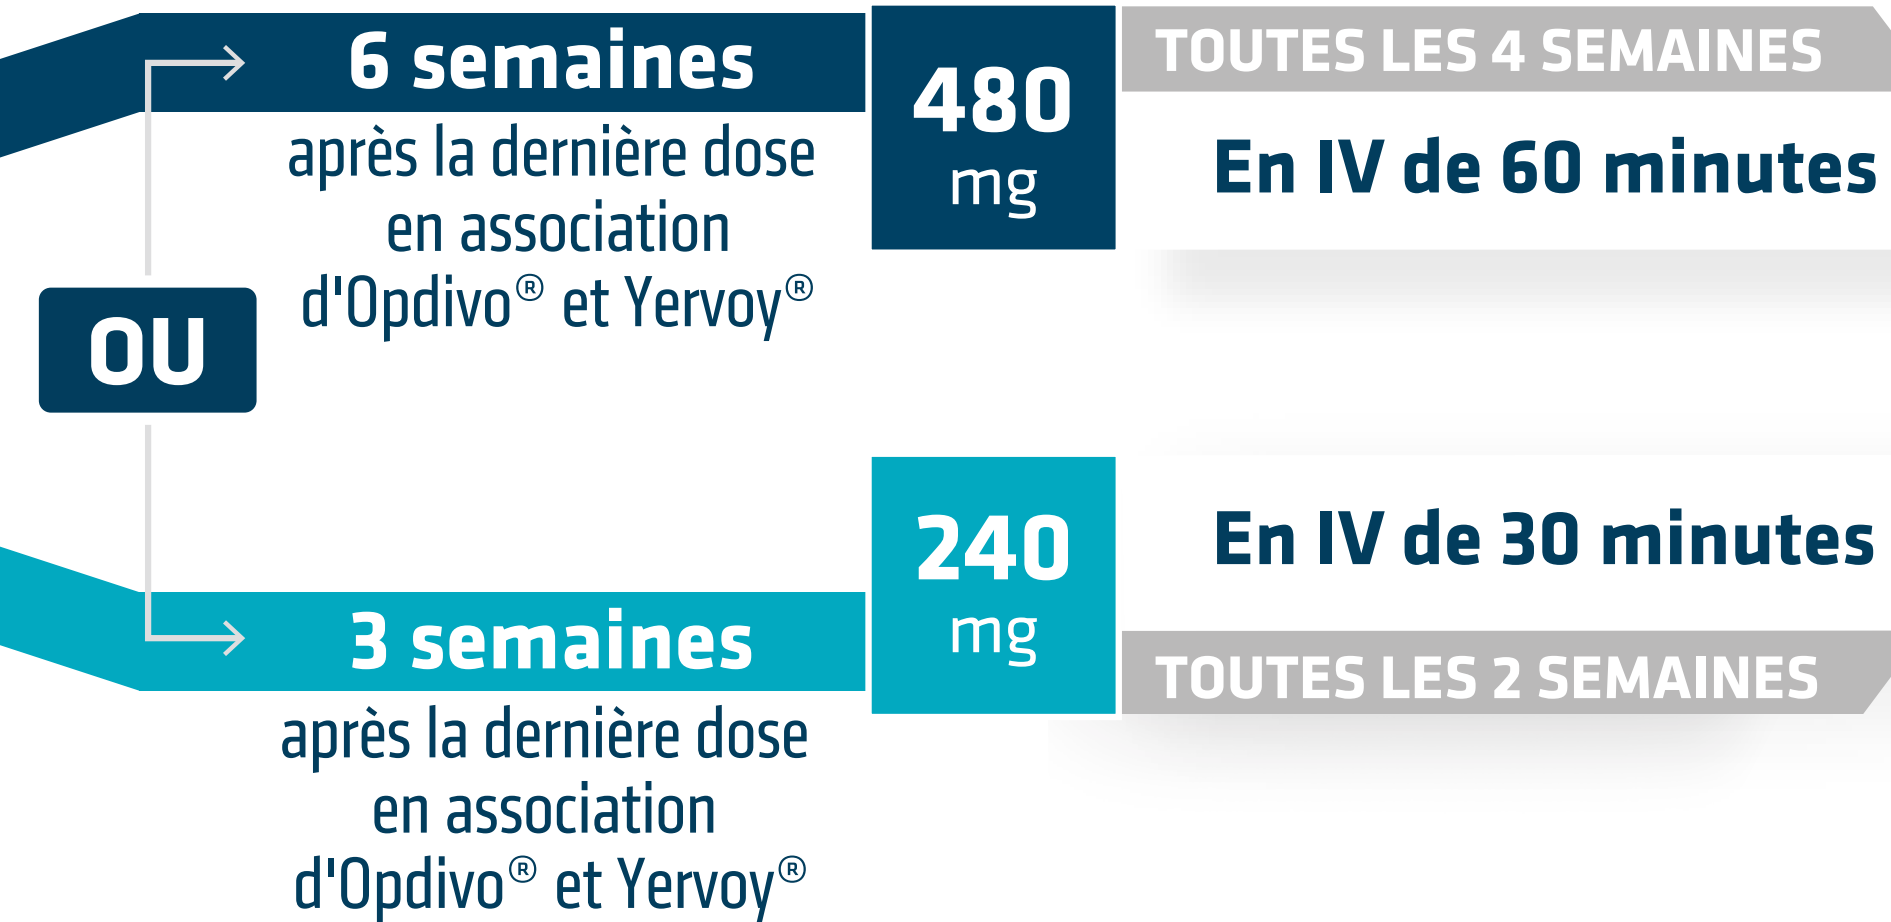 6 semaines
après la dernière dose
en association
d'Opdivo® et Yervoy®
480
mg
TOUTES LES 4 SEMAINES
En IV de 60 minutes
OU
3 semaines
après la dernière dose
en association
d'Opdivo® et Yervoy®
240
mg
En IV de 30 minutes
TOUTES LES 2 SEMAINES